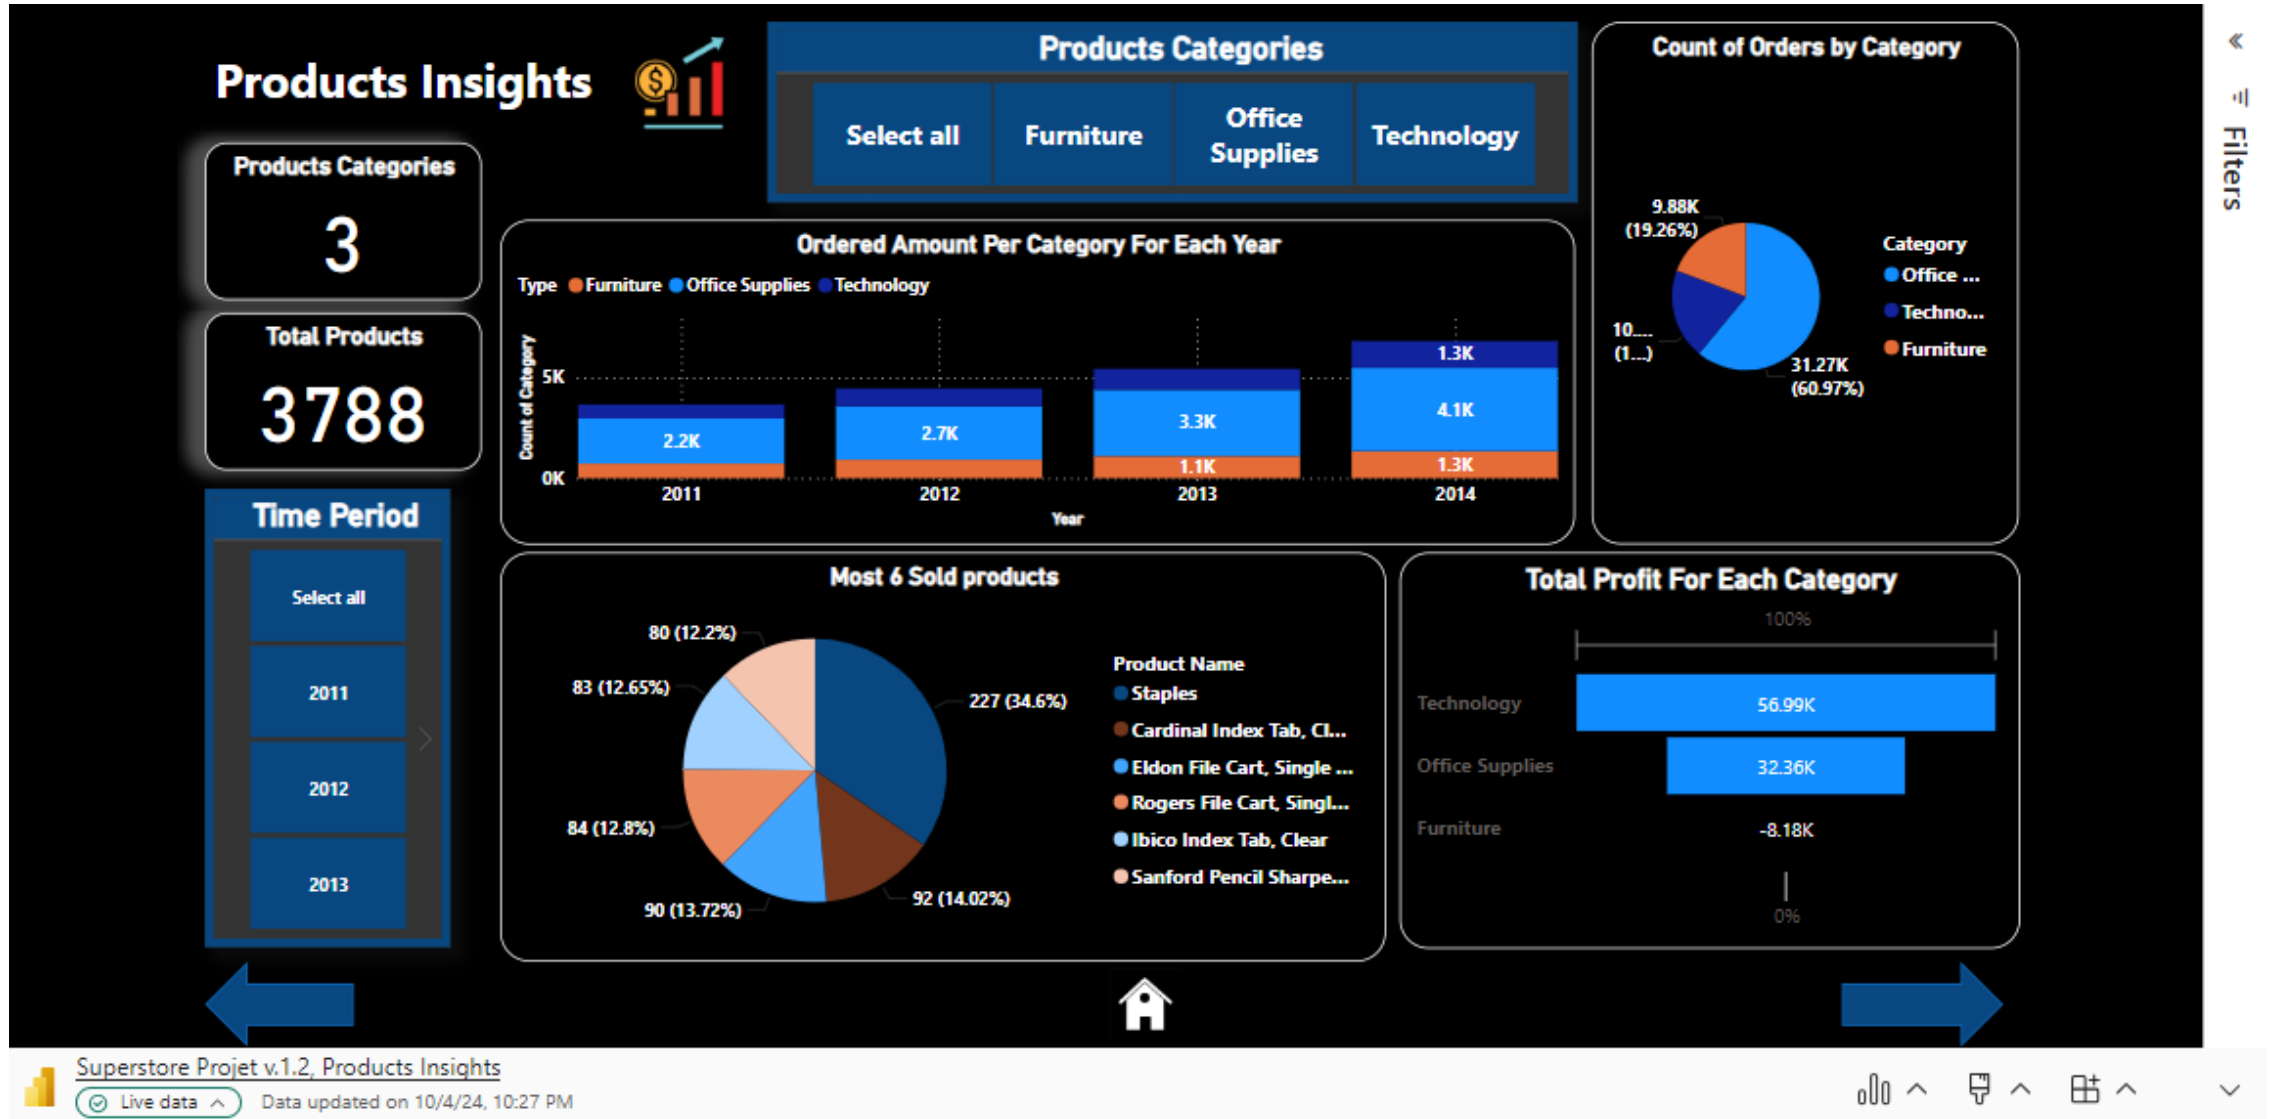 Products Insights
Products Categories
Select all
Furniture
Office
Supplies
Technology
Products Categories
3
Total Products
3788
Time Period
Select all
2011
2012
2013
Ordered Amount Per Category For Each Year
Type Furniture Office Supplies Technology
Count of Category
5K
0K
2.2K
2.7K
3.3K
1.1K
1.3K
4.1K
1.3K
2011
2012
2013
2014
Year
Count of Orders by Category
9.88K
(19.26%)
10....
(1...)
31.27K
(60.97%)
Category
Office ...
Techno...
Furniture
Most 6 Sold products
80 (12.2%)
83 (12.65%)
84 (12.8%)
90 (13.72%)
92 (14.02%)
227 (34.6%)
Product Name
Staples
Cardinal Index Tab, Cl...
Eldon File Cart, Single ...
Rogers File Cart, Singl...
Ibico Index Tab, Clear
Sanford Pencil Sharpe...
Total Profit For Each Category
100%
Technology
56.99K
Office Supplies
32.36K
Furniture
-8.18K
0%
Filters
Superstore Projet v.1.2, Products Insights
Live data
Data updated on 10/4/24, 10:27 PM